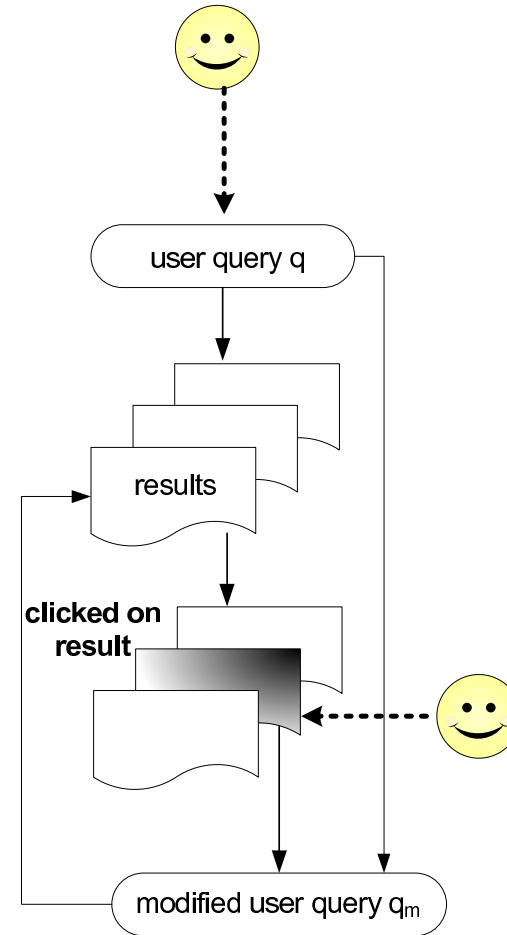 user query q
results
clicked on
result
modified user query qm